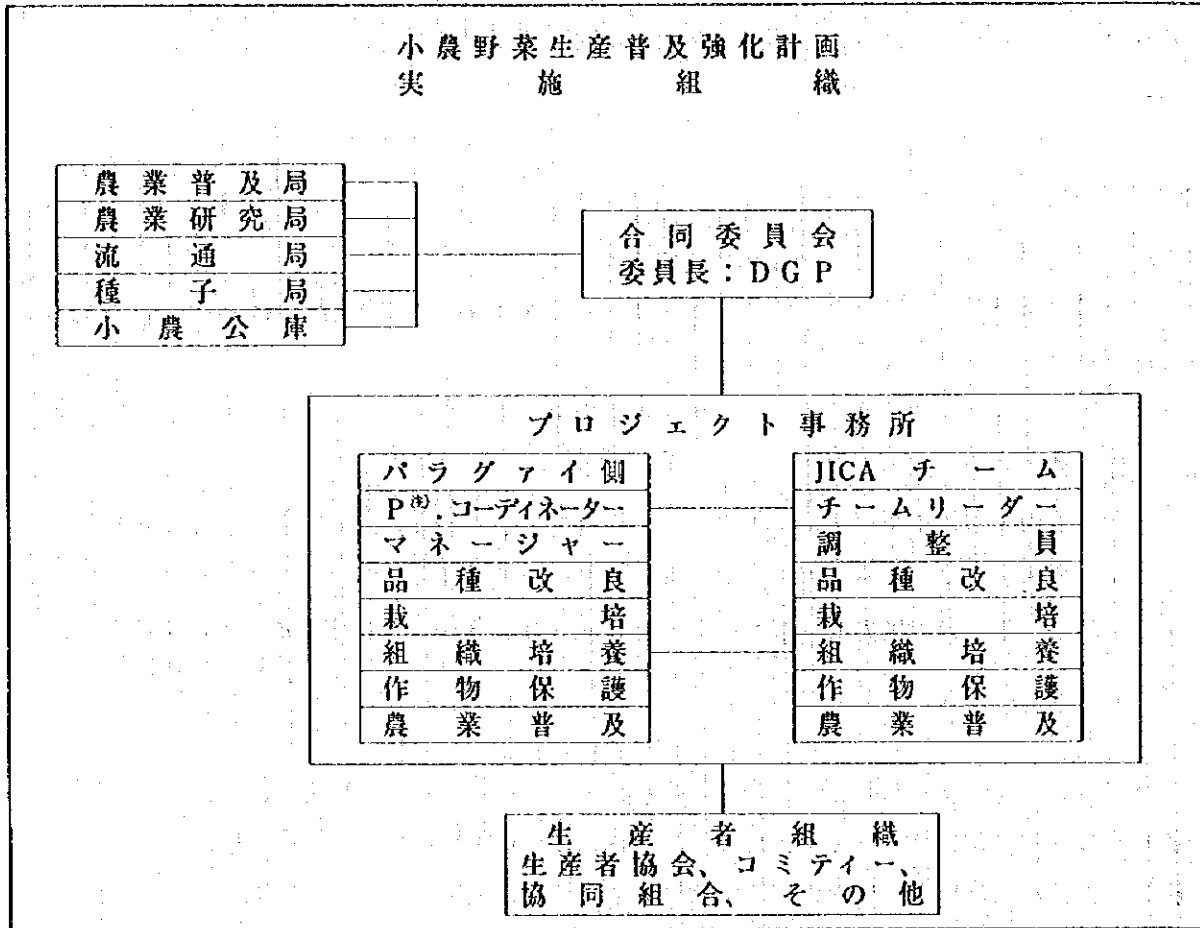 小農野菜生産普及強化計画
実施組織
農業普及局
農業研究局
流通局
種子局
小農公庫
合同委員会
委員長：DGP
プロジェクト事務所
パラグァイ側
P注).コーディネーター
マネージャー
品種改良
栽培
組織培養
作物保護
農業普及
JICAチーム
チームリーダー
調整員
品種改良
栽培
組織培養
作物保護
農業普及
生産者組織
生産者協会、コミティー、
協同組合、その他